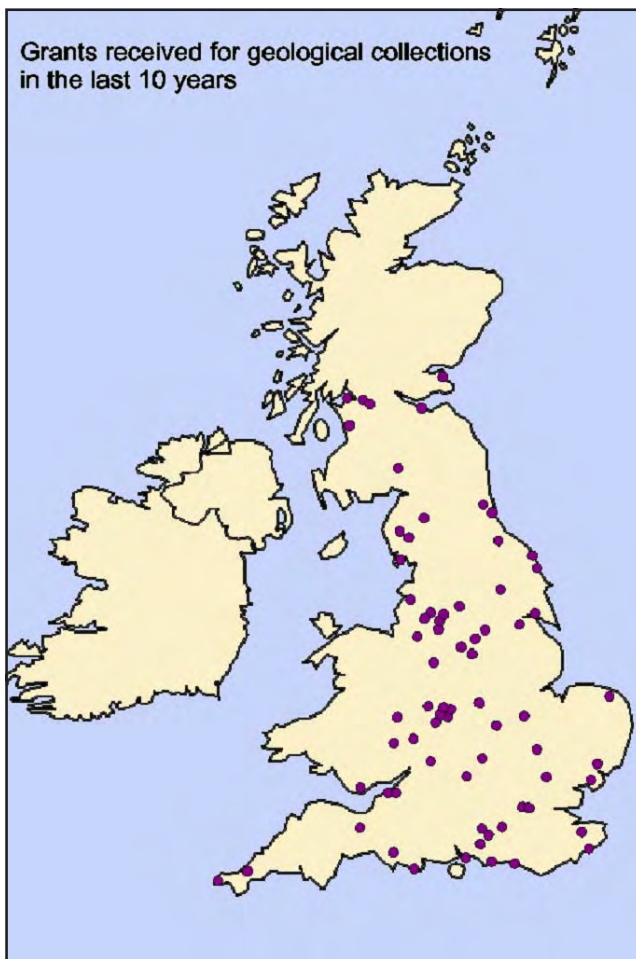 Grants received for geological collections
in the last 10 years